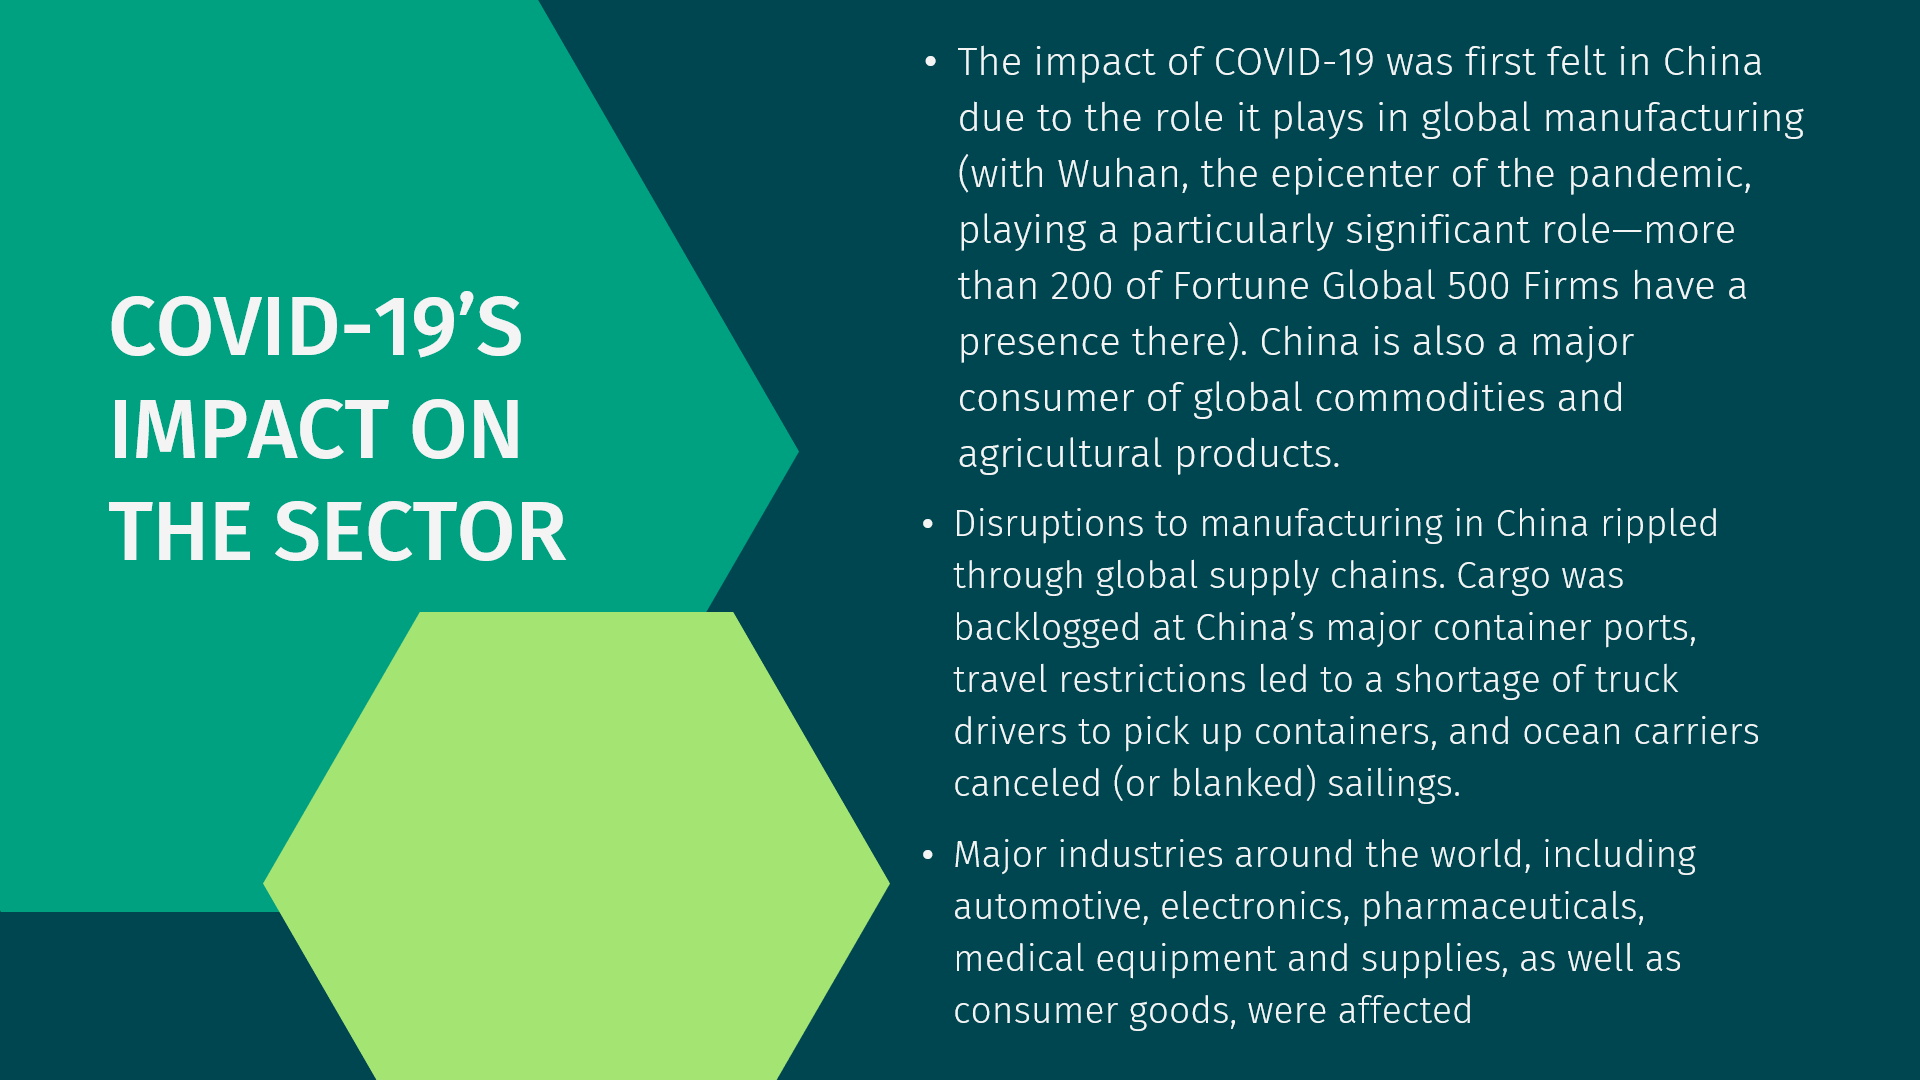 COVID-19’S
IMPACT ON
THE SECTOR
• The impact of COVID-19 was first felt in China
due to the role it plays in global manufacturing
(with Wuhan, the epicenter of the pandemic,
playing a particularly significant role—more
than 200 of Fortune Global 500 Firms have a
presence there). China is also a major
consumer of global commodities and
agricultural products.
• Disruptions to manufacturing in China rippled
through global supply chains. Cargo was
backlogged at China’s major container ports,
travel restrictions led to a shortage of truck
drivers to pick up containers, and ocean carriers
canceled (or blanked) sailings.
• Major industries around the world, including
automotive, electronics, pharmaceuticals,
medical equipment and supplies, as well as
consumer goods, were affected